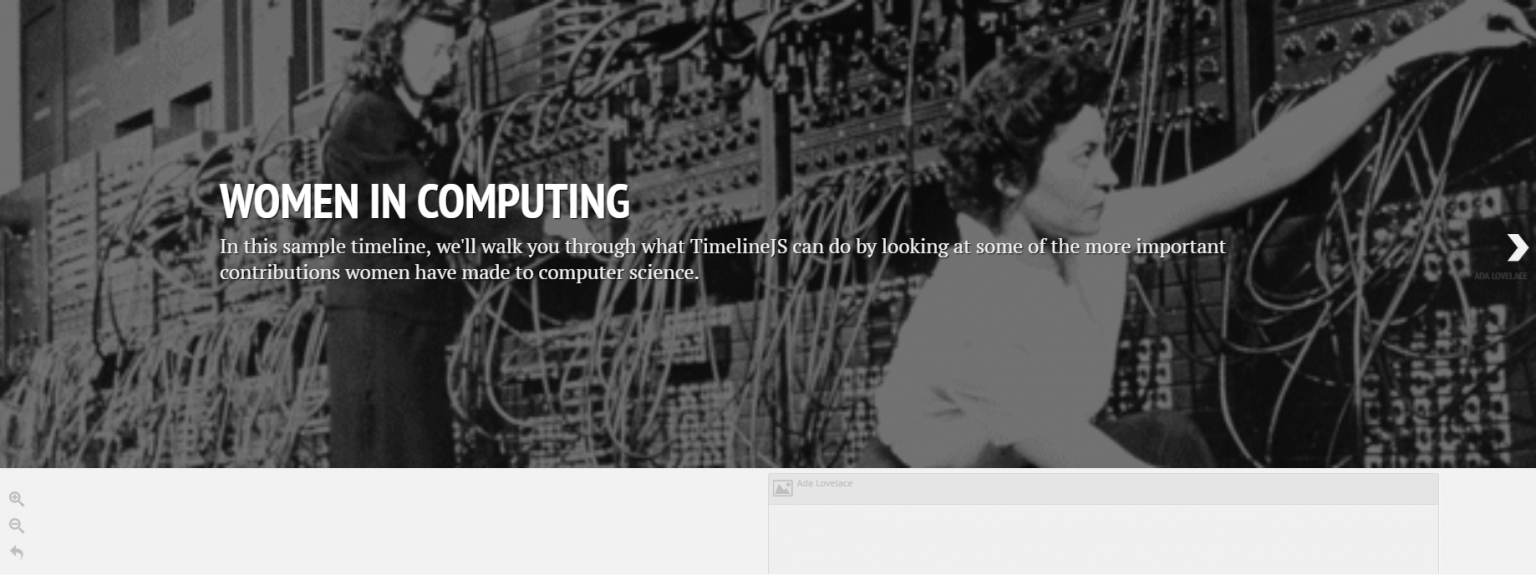 WOMEN IN COMPUTING
In this sample timeline, we'll walk you through what TimelineJS can do by looking at some of the more important
contributions women have made to computer science.
ADA LOVELACE
Ada Lovelace